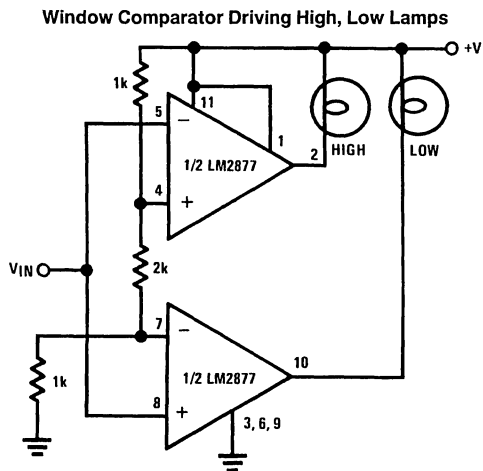 Window Comparator Driving High, Low Lamps
+V
1k
11
5
−
1
1/2 LM2877
2
HIGH
LOW
4
+
VIN
2k
7
−
10
1/2 LM2877
1k
8
+
3, 6, 9